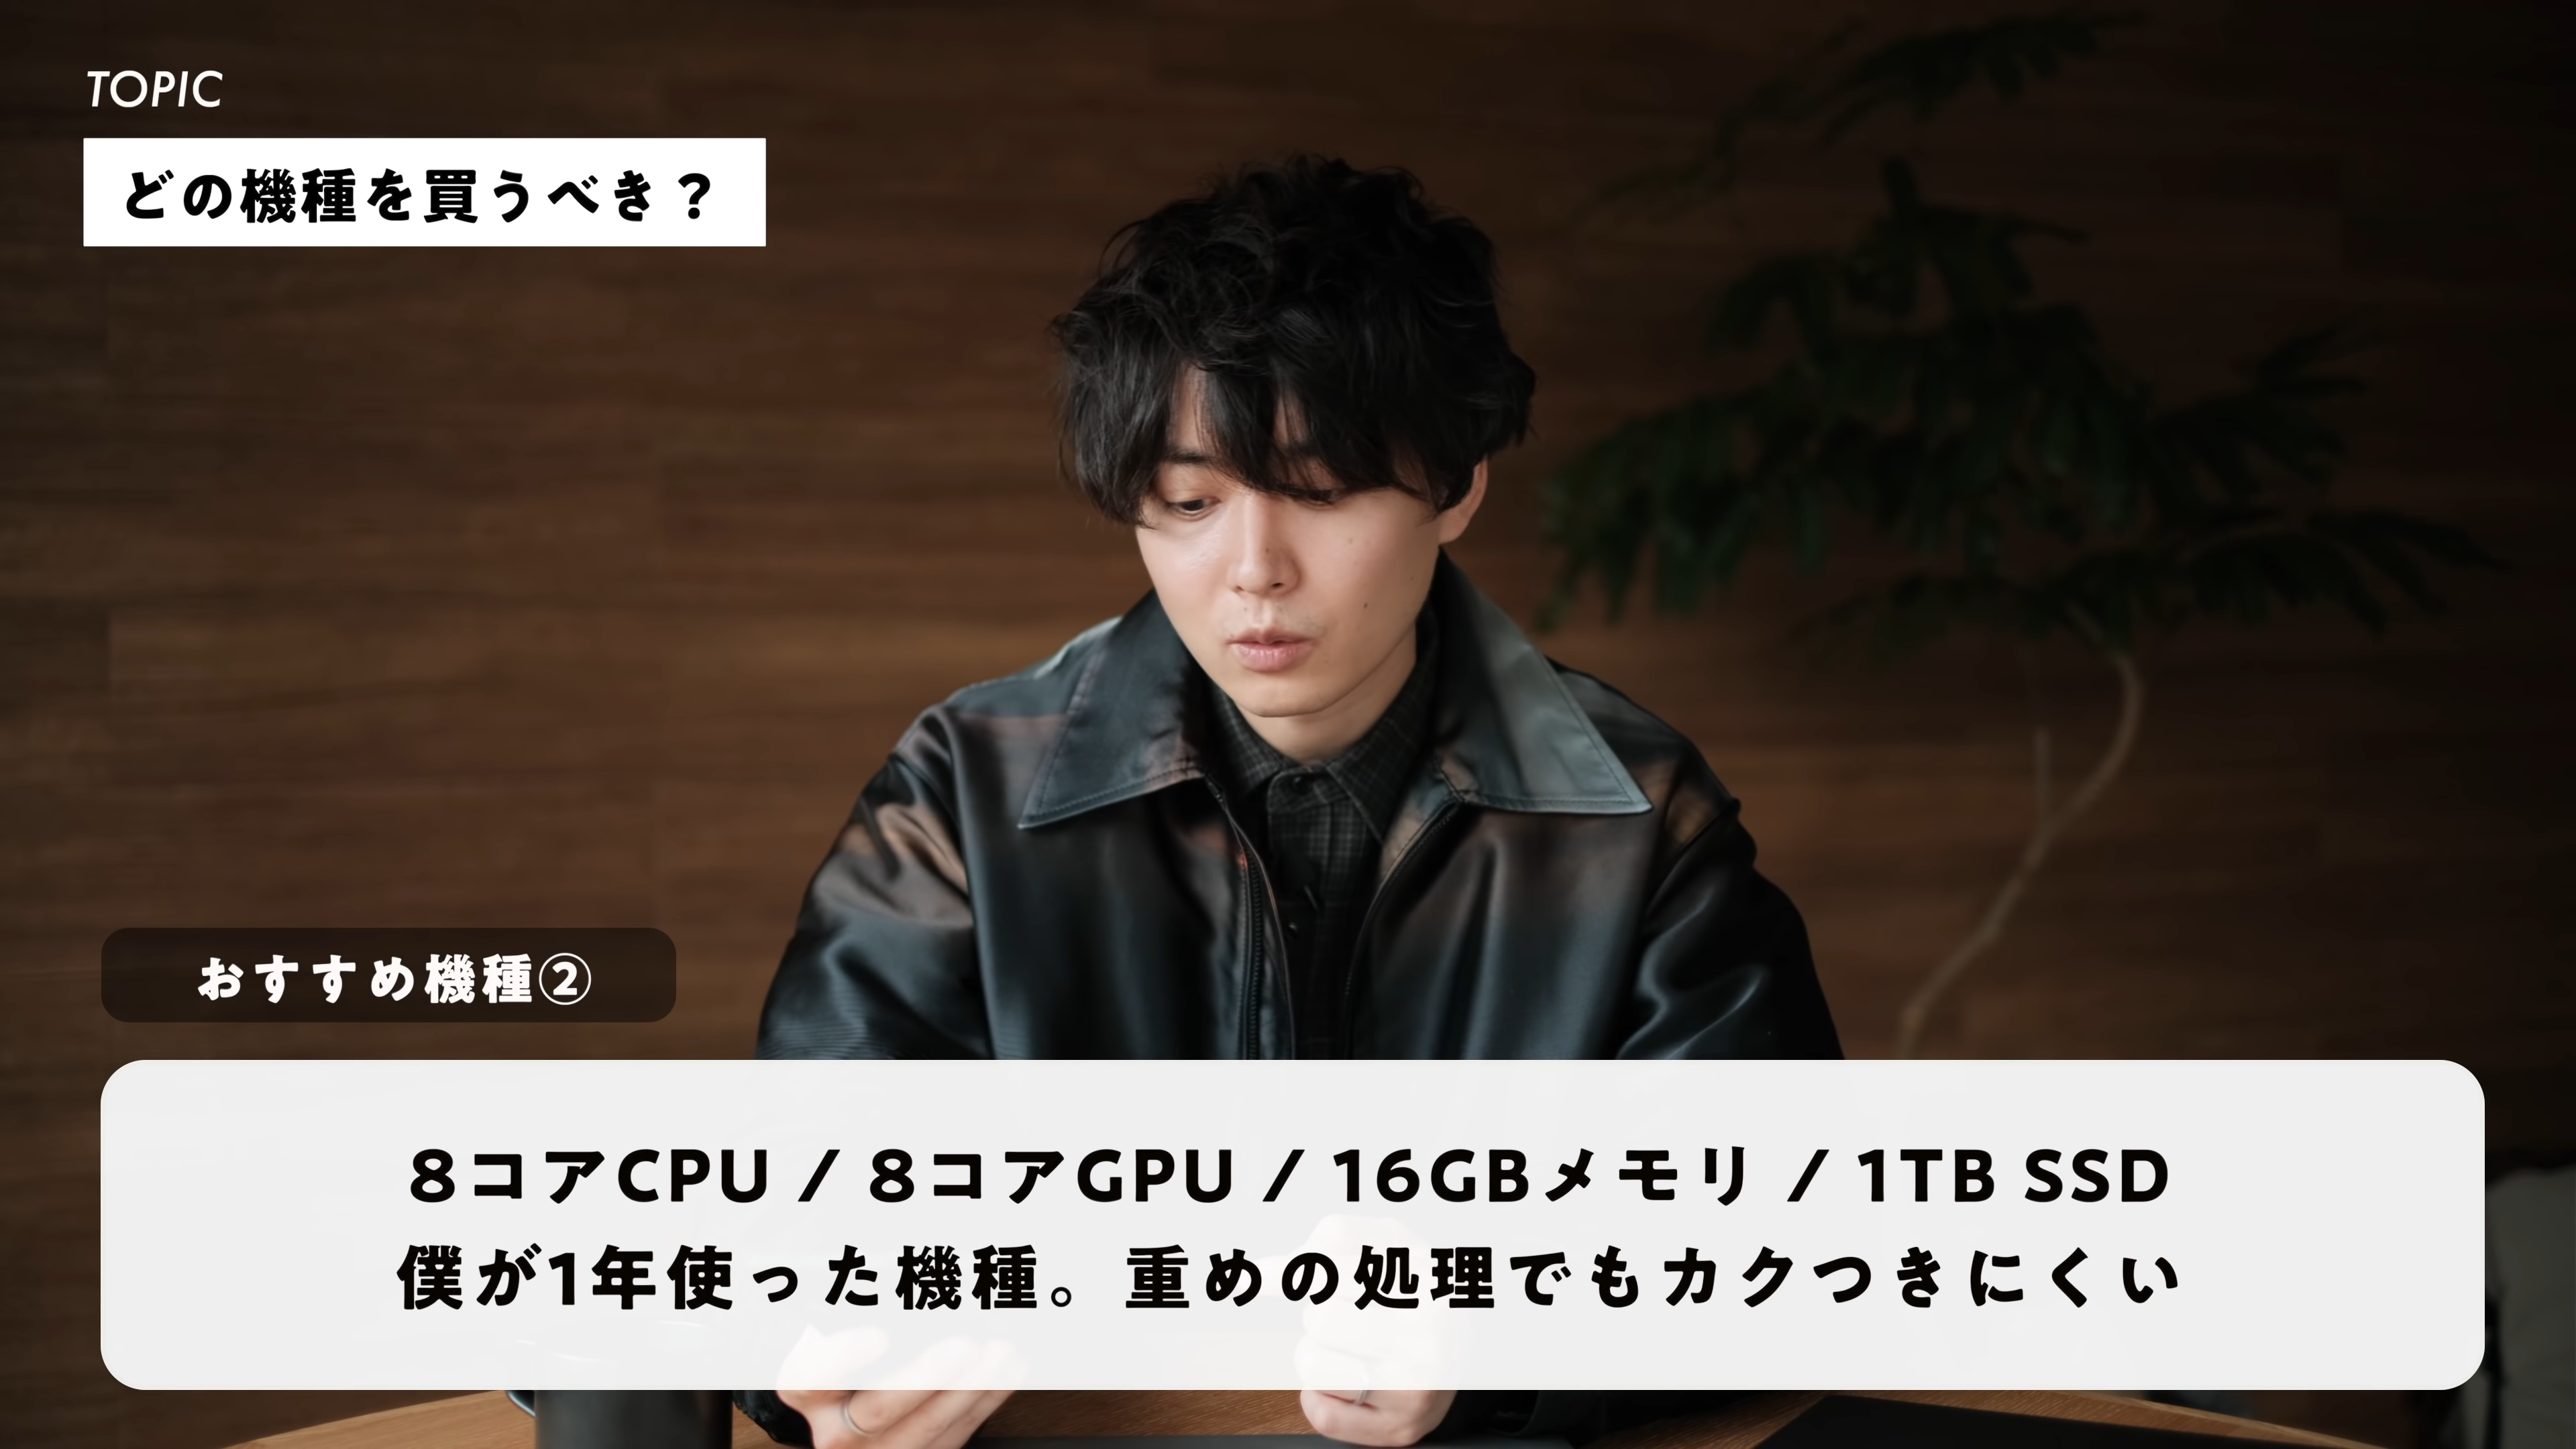 TOPIC
どの機種を買うべき？
おすすめ機種②
8コアCPU / 8コアGPU / 16GBメモリ / 1TB SSD
僕が1年使った機種。重めの処理でもカクつきにくい